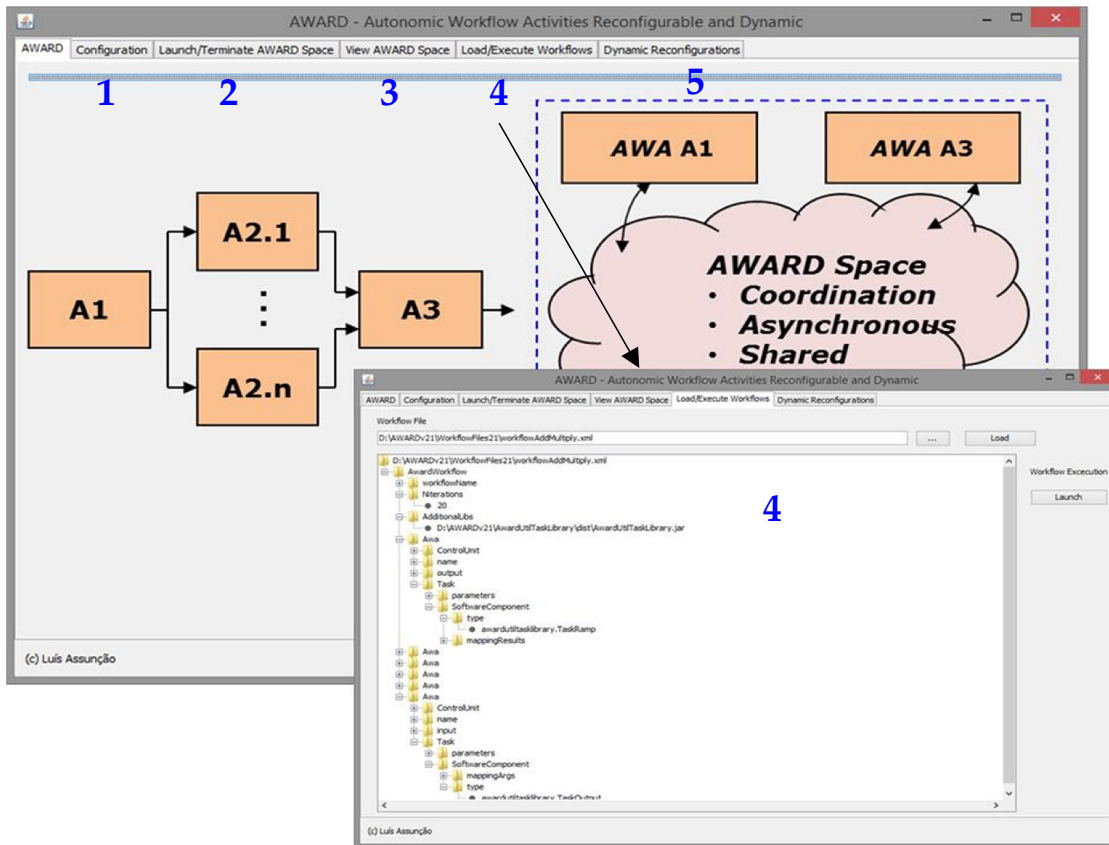 AWARD - Autonomic Workflow Activities Reconfigurable and Dynamic
AWARD Configuration Launch/Terminate AWARD Space View AWARD Space Load/Execute Workflows Dynamic Reconfigurations
1 2 3 4 5
A1
A2.1
⋮
A2.n
A3
AWA A1
AWA A3
AWARD Space
• Coordination
• Asynchronous
• Shared
(c) Luís Assunção
AWARD - Autonomic Workflow Activities Reconfigurable and Dynamic
AWARD Configuration Launch/Terminate AWARD Space View AWARD Space Load/Execute Workflows Dynamic Reconfigurations
Workflow File
D:\AWARDv21\WorkflowFiles21\workflowAddMultiply.xml ... Load
D:\AWARDv21\WorkflowFiles21\workflowAddMultiply.xml
AwardWorkflow
workflowName
Niterations
20
AdditionalLibs
D:\AWARDv21\AwardUtilTaskLibrary\dist\AwardUtilTaskLibrary.jar
Awa
ControlUnit
name
output
Task
parameters
SoftwareComponent
type
awardutiltasklibrary.TaskRamp
mappingResults
Awa
Awa
Awa
Awa
Awa
ControlUnit
name
input
Task
parameters
SoftwareComponent
mappingArgs
type
awardutiltasklibrary.TaskOutput
Workflow Excecution
Launch
4
(c) Luís Assunção